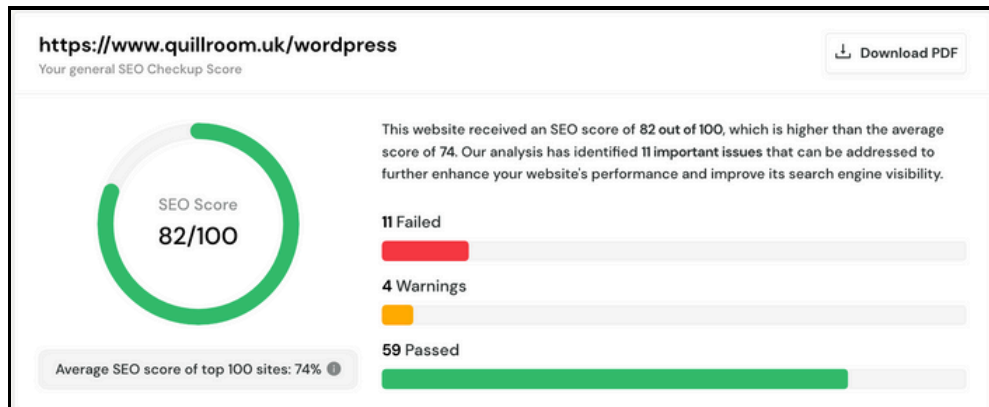 https://www.quillroom.uk/wordpress
Your general SEO Checkup Score
Download PDF
SEO Score
82/100
Average SEO score of top 100 sites: 74%
This website received an SEO score of 82 out of 100, which is higher than the average
score of 74. Our analysis has identified 11 important issues that can be addressed to
further enhance your website's performance and improve its search engine visibility.
11 Failed
4 Warnings
59 Passed